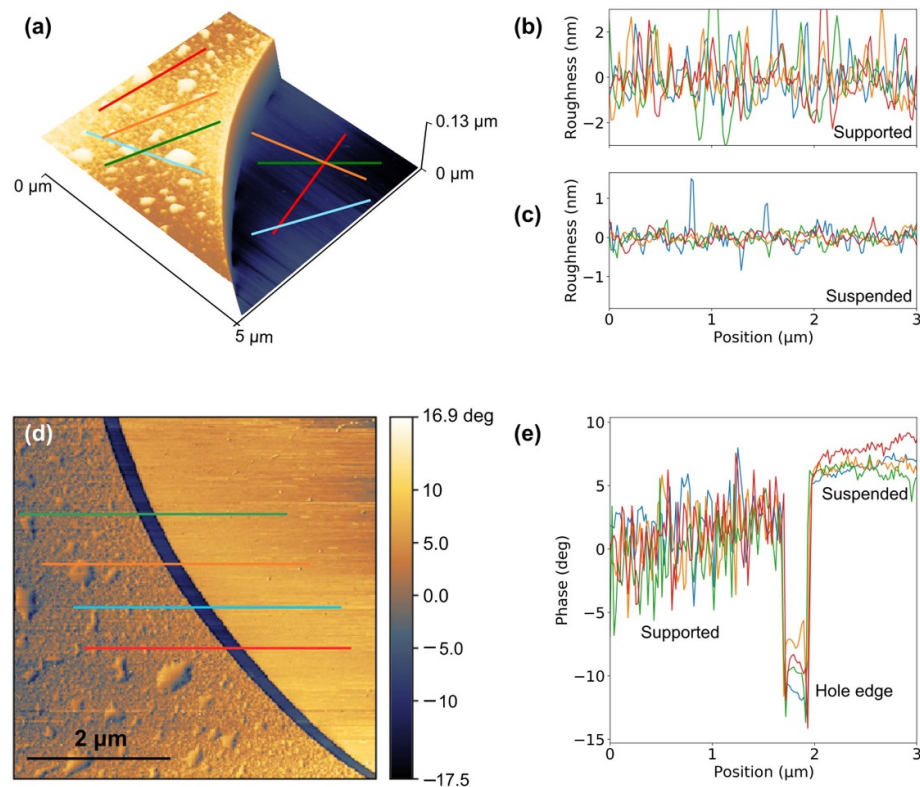 (a)
0 µm
5 µm
0.13 µm
0 µm
(b)
Roughness (nm)
2
0
−2
Supported
(c)
Roughness (nm)
1
0
−1
Suspended
0 1 2 3
Position (µm)
(d)
2 µm
16.9 deg
10
5.0
0.0
−5.0
−10
−17.5
(e)
Phase (deg)
10
5
0
−5
−10
−15
Suspended
Supported
Hole edge
0 1 2 3
Position (µm)